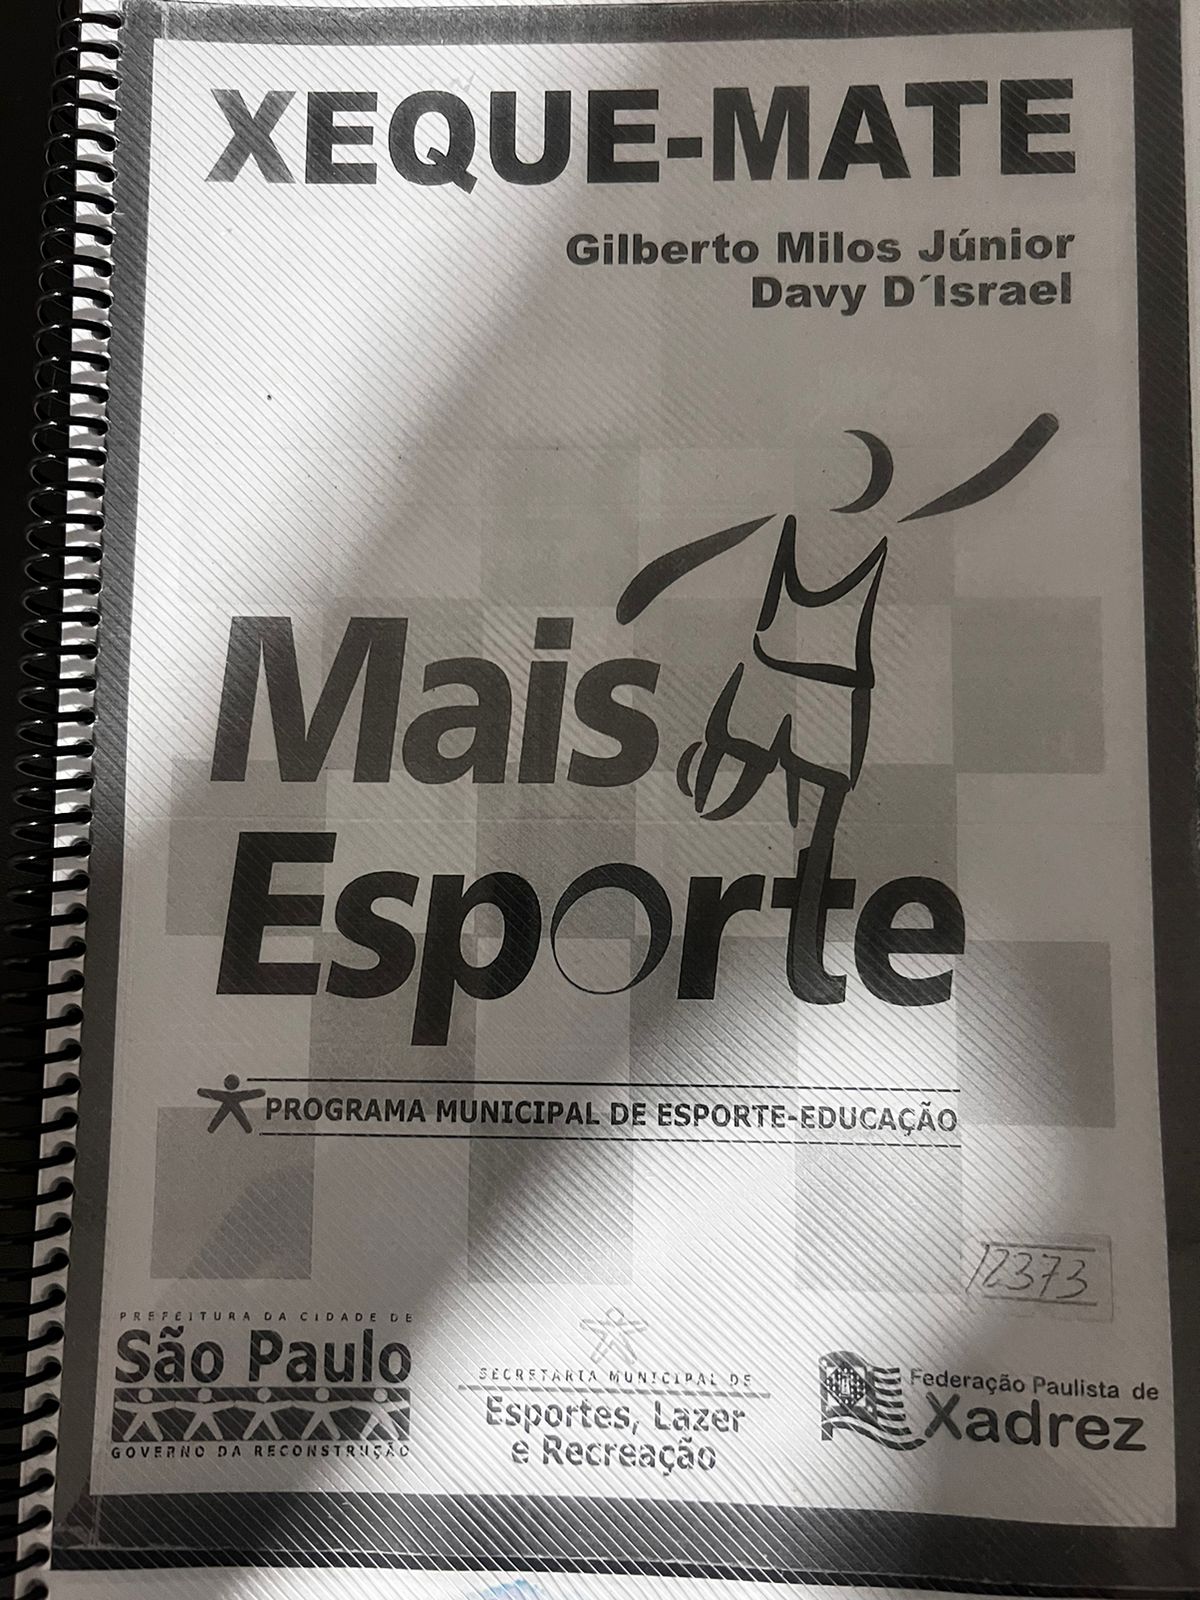 XEQUE-MATE
Gilberto Milos Júnior
Davy D´Israel
Mais
Esporte
PROGRAMA MUNICIPAL DE ESPORTE-EDUCAÇÃO
12373
PREFEITURA DA CIDADE DE
São Paulo
GOVERNO DA RECONSTRUÇÃO
SECRETARIA MUNICIPAL DE
Esportes, Lazer
e Recreação
Federação Paulista de
Xadrez